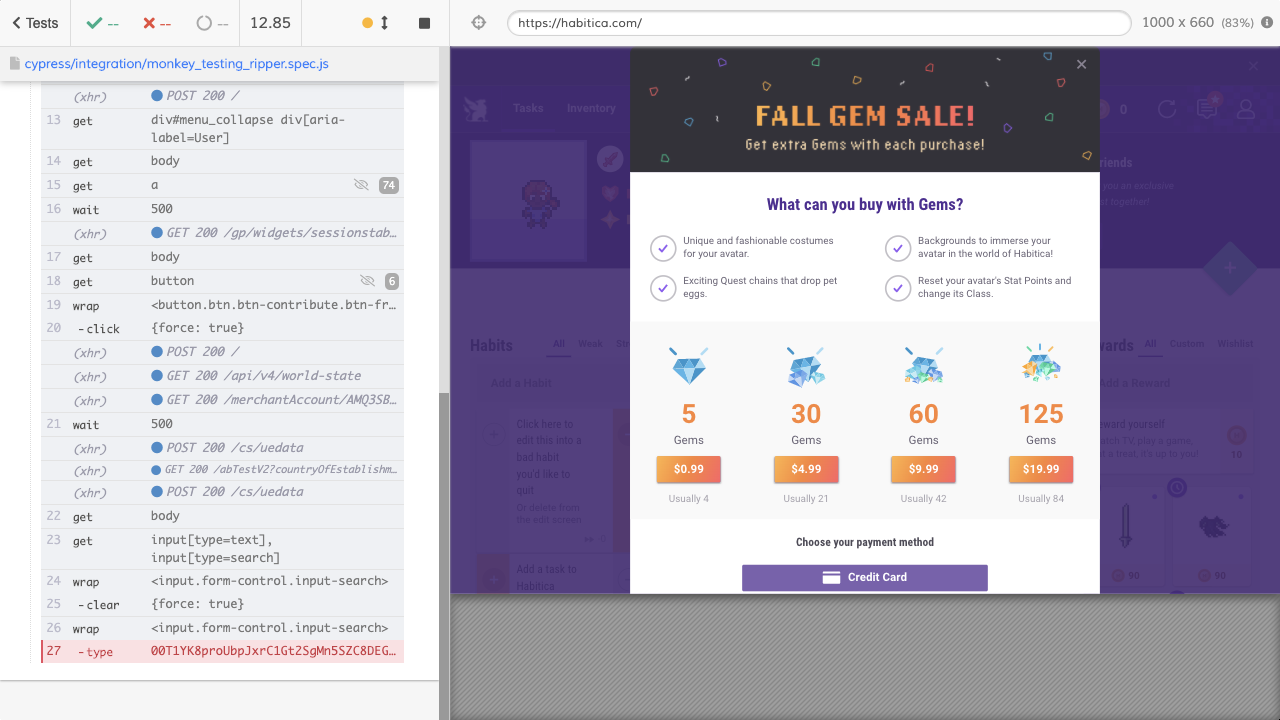 Tests
--
--
--
12.85
https://habitica.com/
1000 x 660 (83%)
cypress/integration/monkey_testing_ripper.spec.js
(xhr) POST 200 /
13 get div#menu_collapse div[aria-
label=User]
14 get body
15 get a 74
16 wait 500
(xhr) GET 200 /gp/widgets/sessionstab…
17 get body
18 get button 6
19 wrap <button.btn.btn-contribute.btn-fr…
20 -click {force: true}
(xhr) POST 200 /
(xhr) GET 200 /api/v4/world-state
(xhr) GET 200 /merchantAccount/AMQ3SB…
21 wait 500
(xhr) POST 200 /cs/uedata
(xhr) GET 200 /abTestV2?countryOfEstablishm…
(xhr) POST 200 /cs/uedata
22 get body
23 get input[type=text],
input[type=search]
24 wrap <input.form-control.input-search>
25 -clear {force: true}
26 wrap <input.form-control.input-search>
27 -type 00T1YK8proUbpJxrC1GtZSgMn5SZC8DEG…
Tasks Inventory
0
FALL GEM SALE!
Get extra Gems with each purchase!
riends
you an exclusive
st together!
What can you buy with Gems?
Unique and fashionable costumes
for your avatar.
Backgrounds to immerse your
avatar in the world of Habitica!
Exciting Quest chains that drop pet
eggs.
Reset your avatar's Stat Points and
change its Class.
Habits All Weak Str
Add a Habit
Click here to
edit this into a
bad habit
you'd like to
quit
Or delete from
the edit screen
Add a task to
Habitica
5
Gems
$0.99
Usually 4
30
Gems
$4.99
Usually 21
60
Gems
$9.99
Usually 42
125
Gems
$19.99
Usually 84
Choose your payment method
Credit Card
wards All Custom Wishlist
Add a Reward
eward yourself
atch TV, play a game,
t a treat, it's up to you!
10
90
90